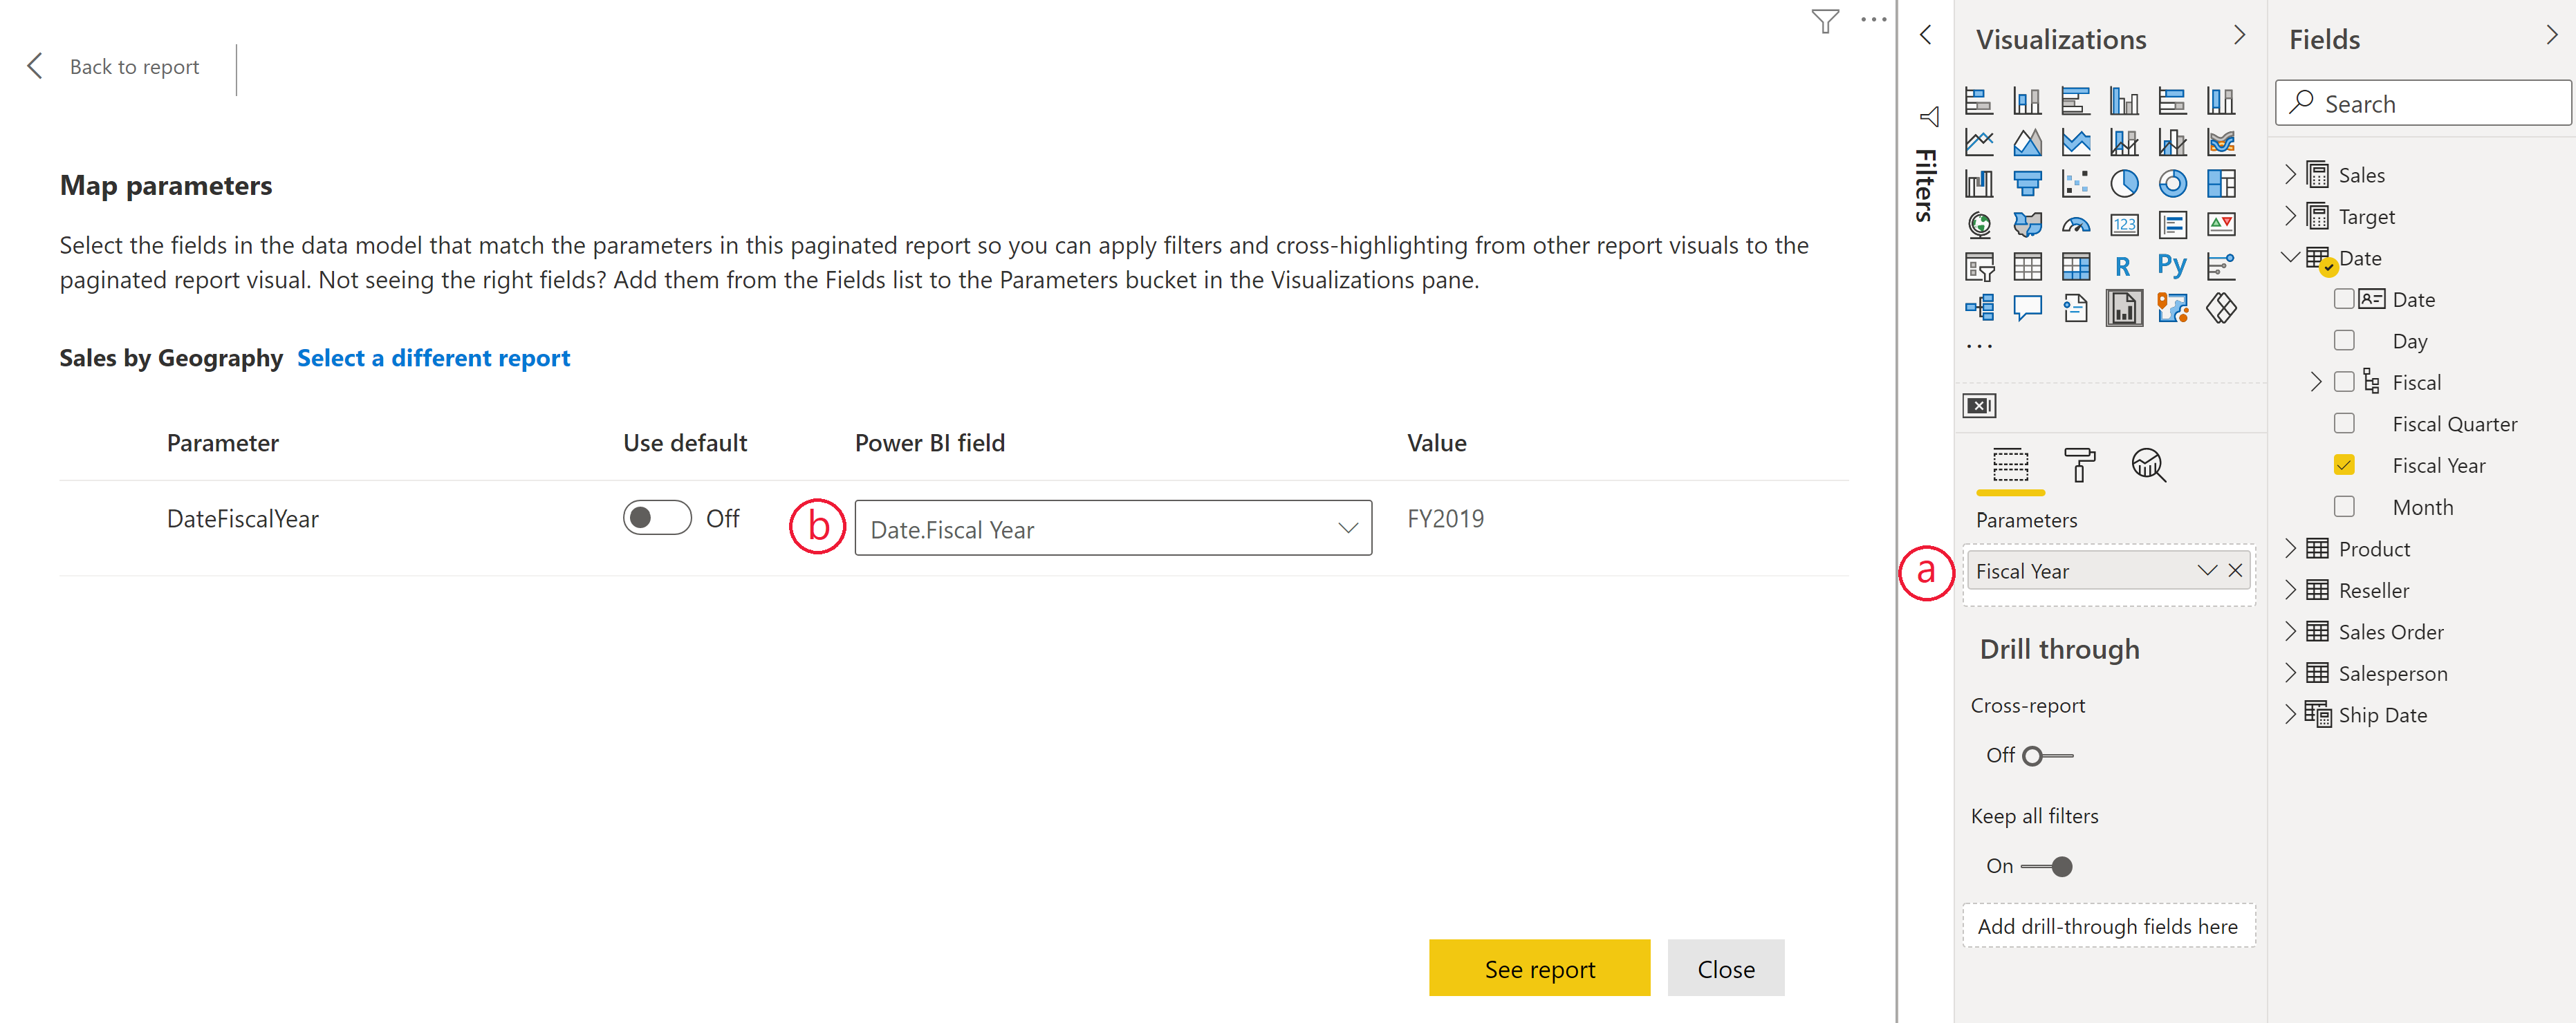 Back to report
Map parameters
Select the fields in the data model that match the parameters in this paginated report so you can apply filters and cross-highlighting from other report visuals to the
paginated report visual. Not seeing the right fields? Add them from the Fields list to the Parameters bucket in the Visualizations pane.
Sales by Geography Select a different report
Parameter Use default Power BI field Value
DateFiscalYear Off b Date.Fiscal Year FY2019
See report Close
Filters
Visualizations
123
R Py
Parameters
a Fiscal Year
Drill through
Cross-report
Off
Keep all filters
On
Add drill-through fields here
Fields
Search
Sales
Target
Date
Date
Day
Fiscal
Fiscal Quarter
Fiscal Year
Month
Product
Reseller
Sales Order
Salesperson
Ship Date